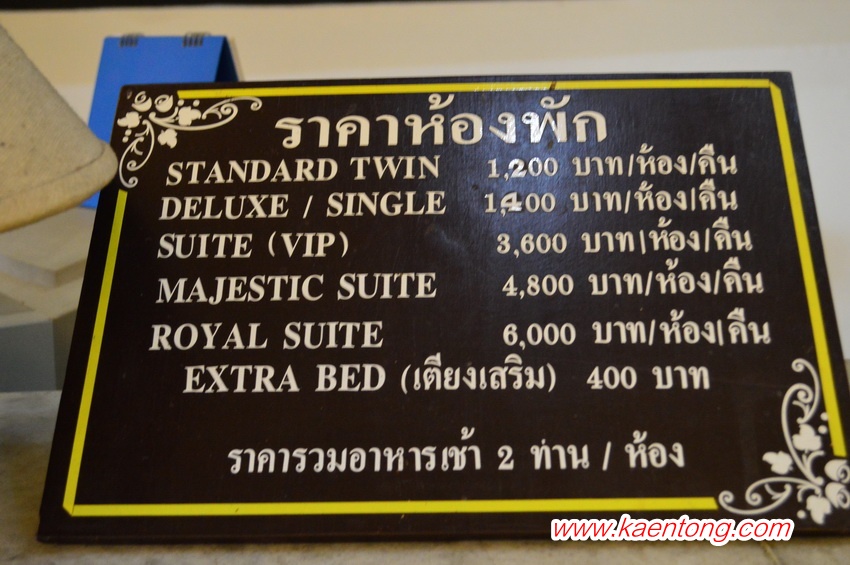 ราคาห้องพัก
STANDARD TWIN 1,200 บาท/ห้อง/คืน
DELUXE / SINGLE 1,400 บาท/ห้อง/คืน
SUITE (VIP) 3,600 บาท/ห้อง/คืน
MAJESTIC SUITE 4,800 บาท/ห้อง/คืน
ROYAL SUITE 6,000 บาท/ห้อง/คืน
EXTRA BED (เตียงเสริม) 400 บาท
ราคารวมอาหารเช้า 2 ท่าน / ห้อง
www.kaentong.com